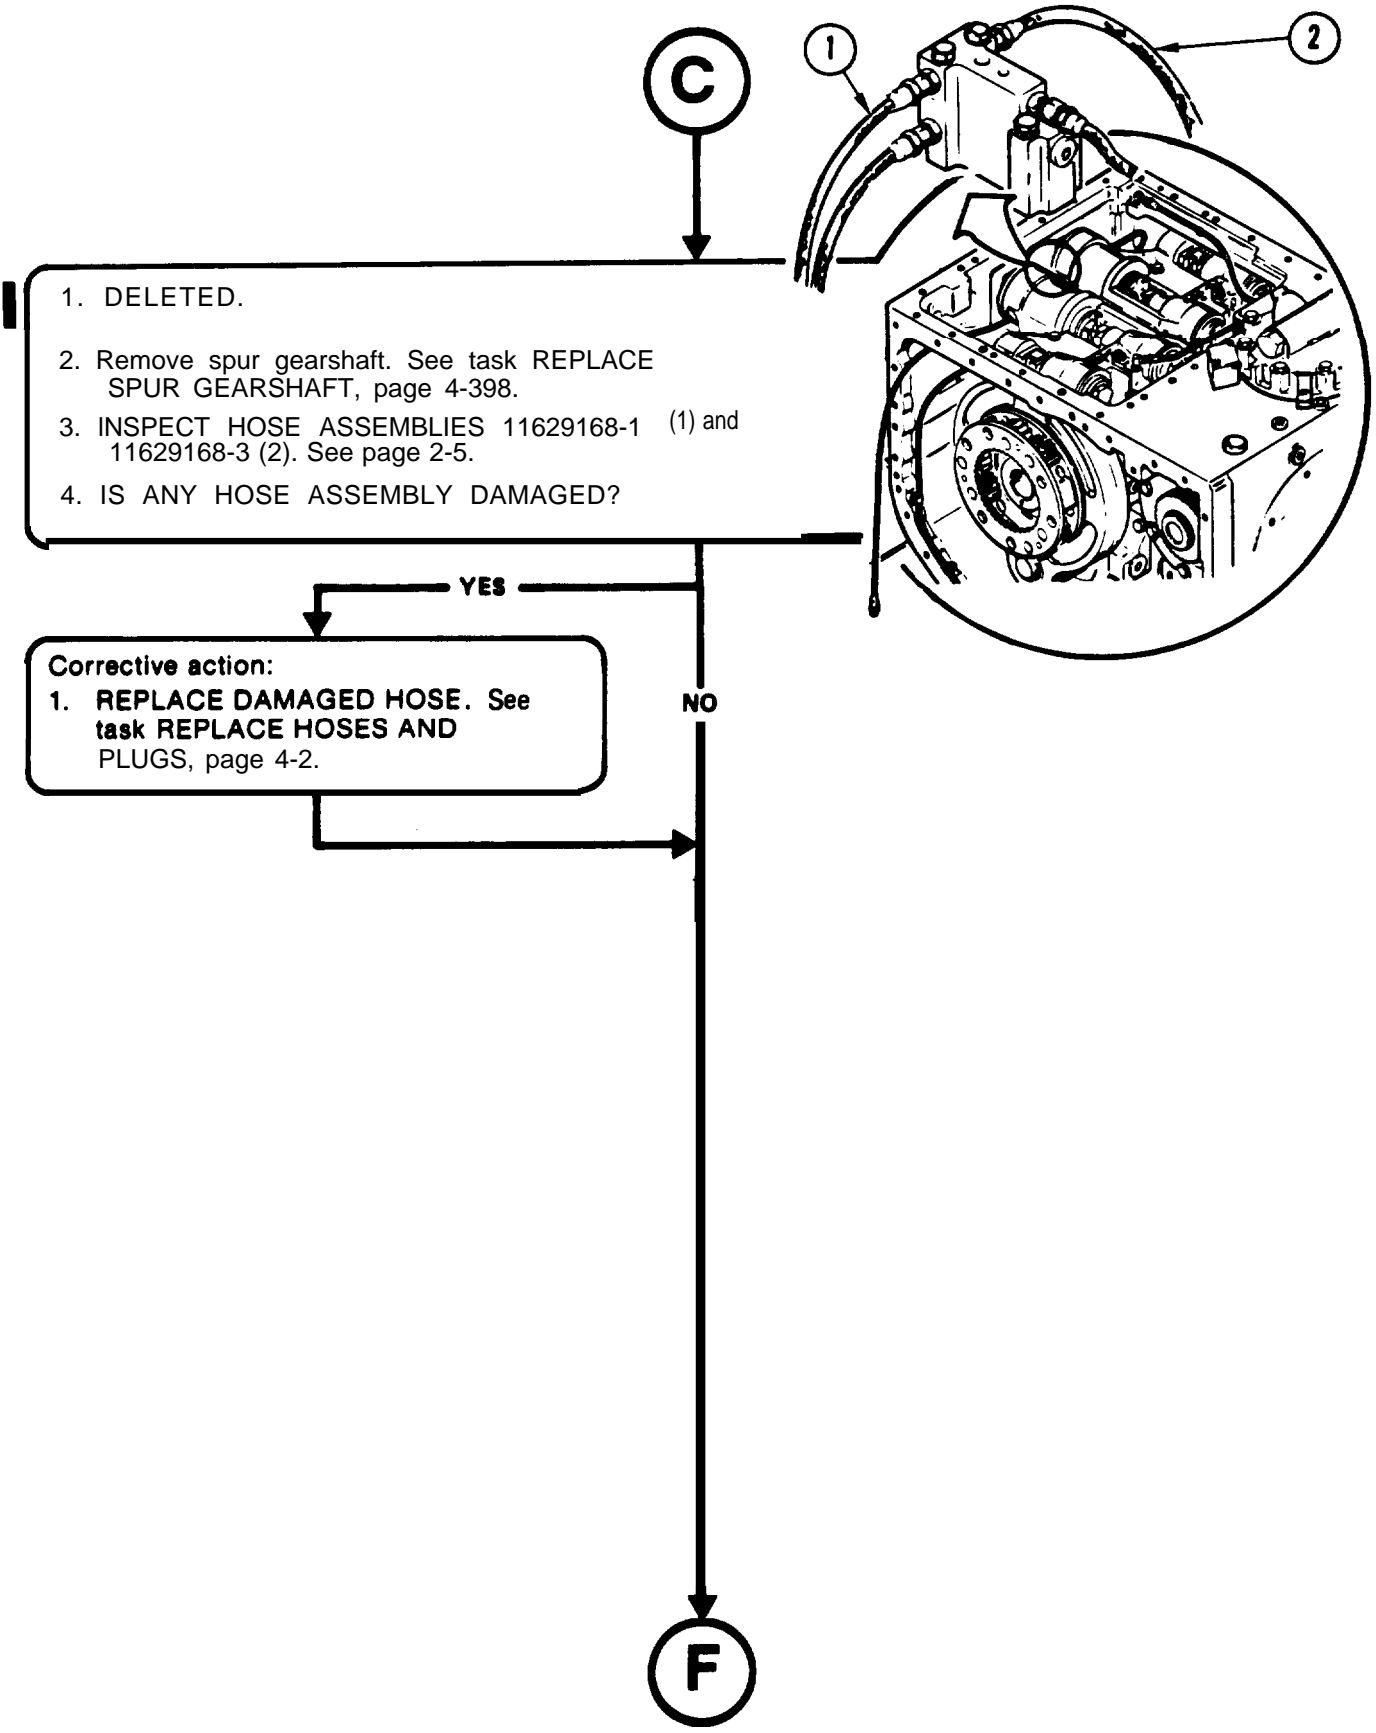 C
1
2
1. DELETED.
2. Remove spur gearshaft. See task REPLACE
SPUR GEARSHAFT, page 4-398.
3. INSPECT HOSE ASSEMBLIES 11629168-1 (1) and
11629168-3 (2). See page 2-5.
4. IS ANY HOSE ASSEMBLY DAMAGED?
YES
Corrective action:
1. REPLACE DAMAGED HOSE. See
task REPLACE HOSES AND
PLUGS, page 4-2.
NO
F